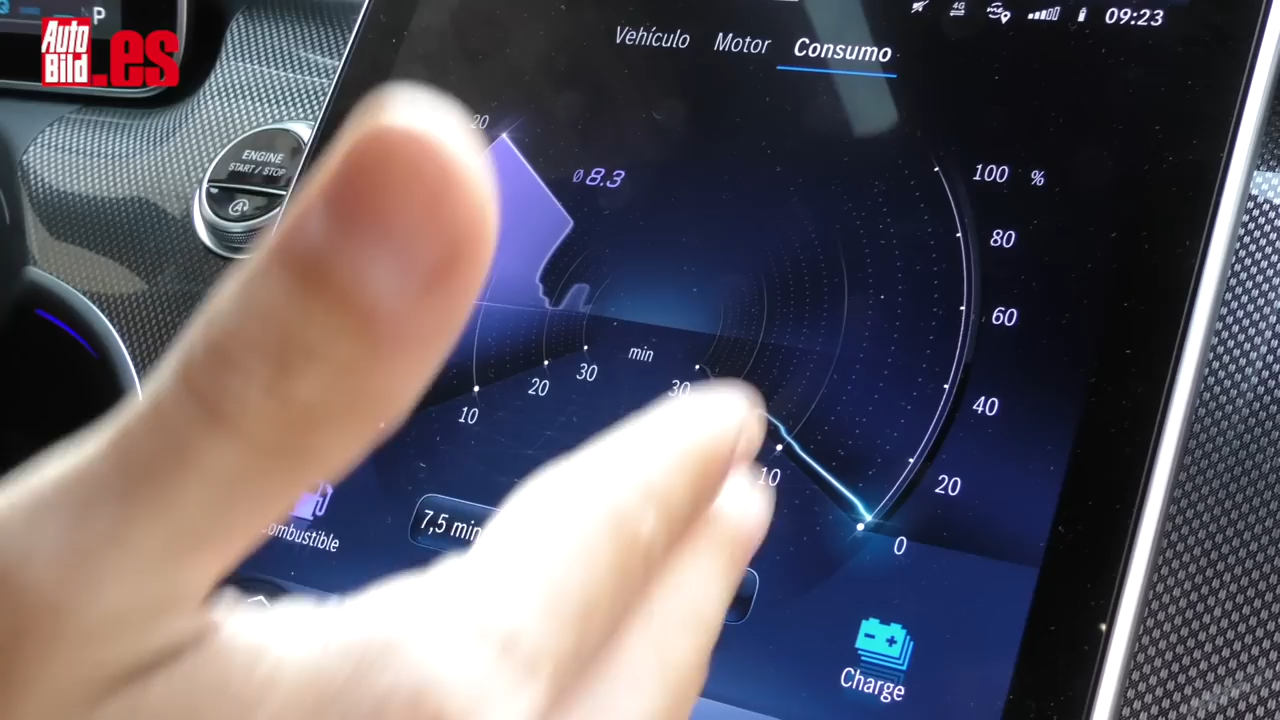 Auto
Bild
.es
P
ENGINE
START / STOP
A
4G
me
09:23
Vehículo Motor Consumo
20
ø 8.3
100 %
80
60
40
20
0
min
30
20
10
30
10
7,5 min
Combustible
Charge